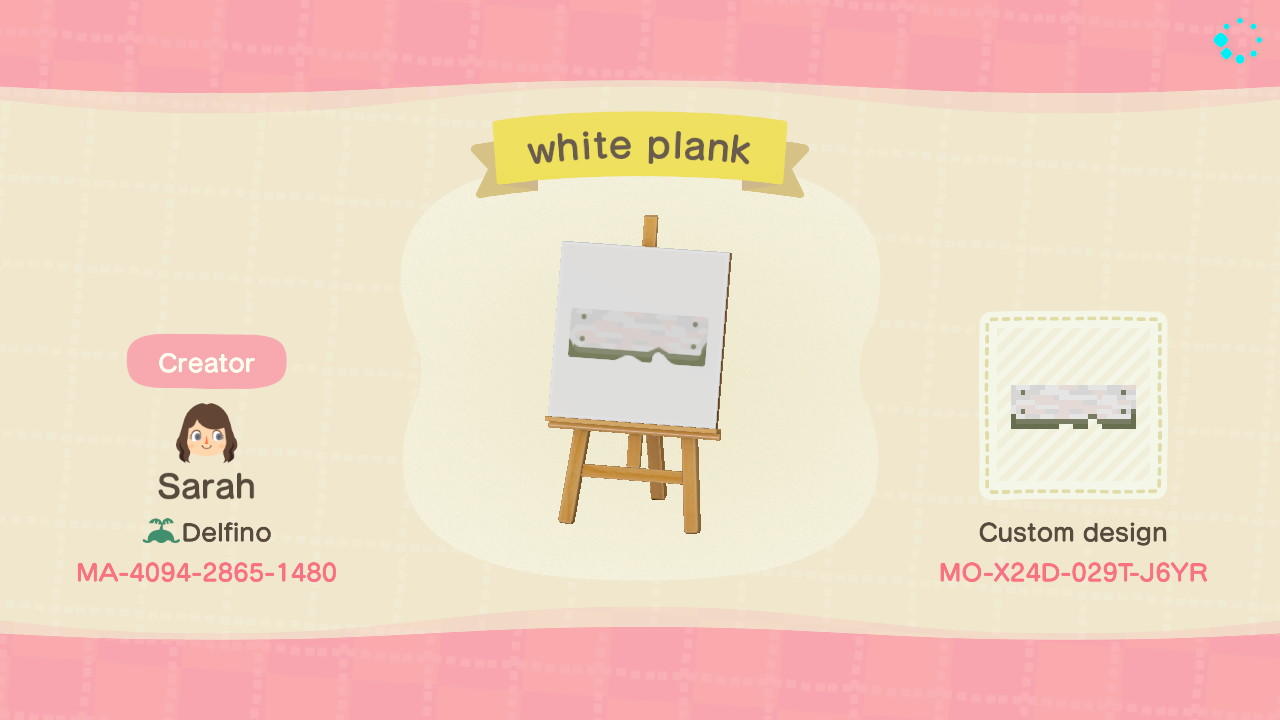 white plank
Creator
Sarah
Delfino
MA-4094-2865-1480
Custom design
MO-X24D-029T-J6YR